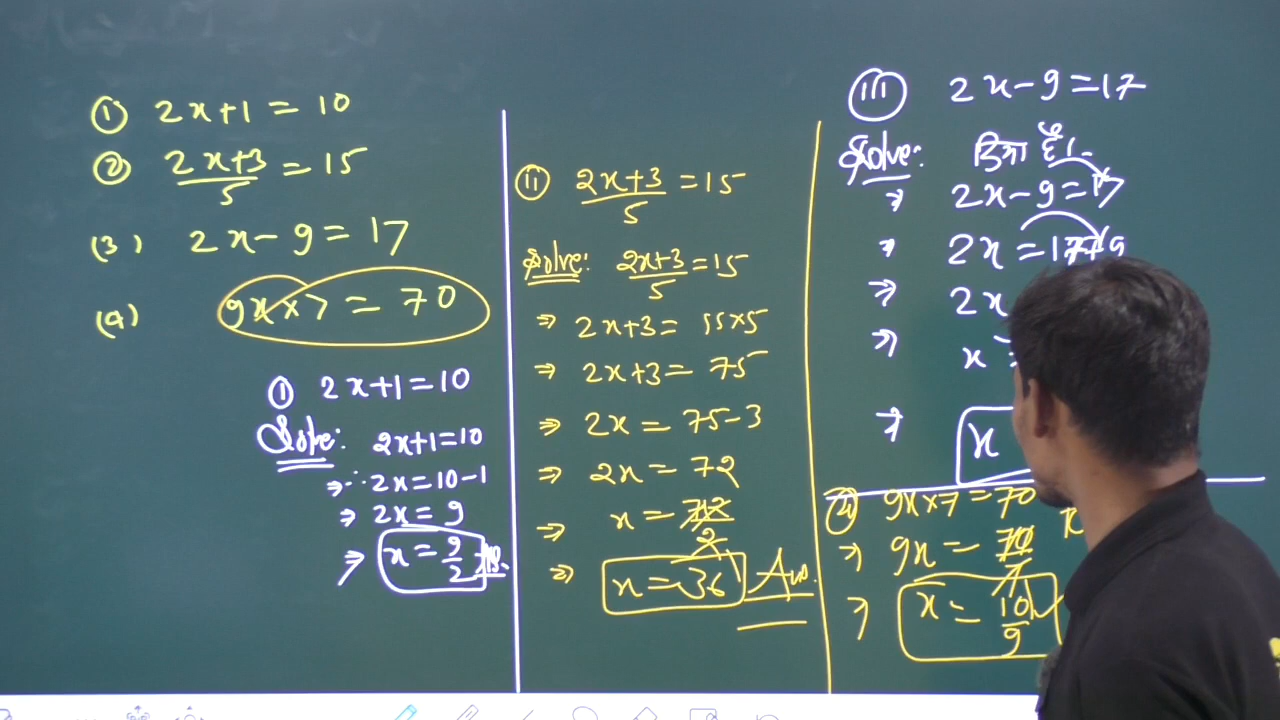 ① 2x+1 = 10
② 2x+3/5 = 15
(3) 2x-9 = 17
(4) 9x×7 = 70
① 2x+1=10
Solve: 2x+1=10
⇒∴ 2x=10-1
⇒ 2x = 9
⇒ x = 9/2 Ans.
(ii) 2x+3/5 = 15
Solve: 2x+3/5 = 15
⇒ 2x+3 = 15×5
⇒ 2x+3 = 75
⇒ 2x = 75-3
⇒ 2x = 72
⇒ x = 72/2
⇒ x = 36 Ans.
(iii) 2x-9=17
Solve: दिया है।
⇒ 2x-9=17
⇒ 2x=17+9
⇒ 2x
⇒ x =
⇒ x
(4) 9x×7=70
⇒ 9x = 70/7
⇒ x = 10/9